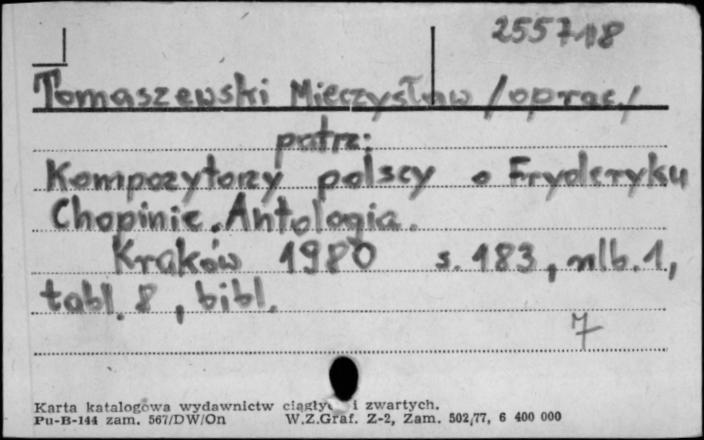 255718
Tomaszewski Mieczysław /oprac/
patrz:
Kompozytorzy polscy o Fryderyku
Chopinie. Antologia.
Kraków 1980 s. 183, nlb. 1,
tabl. 8, bibl.
7
Karta katalogowa wydawnictw ciągłych i zwartych.
Pu-B-144 zam. 567/DW/On W.Z.Graf. Z-2, Zam. 502/77, 6 400 000